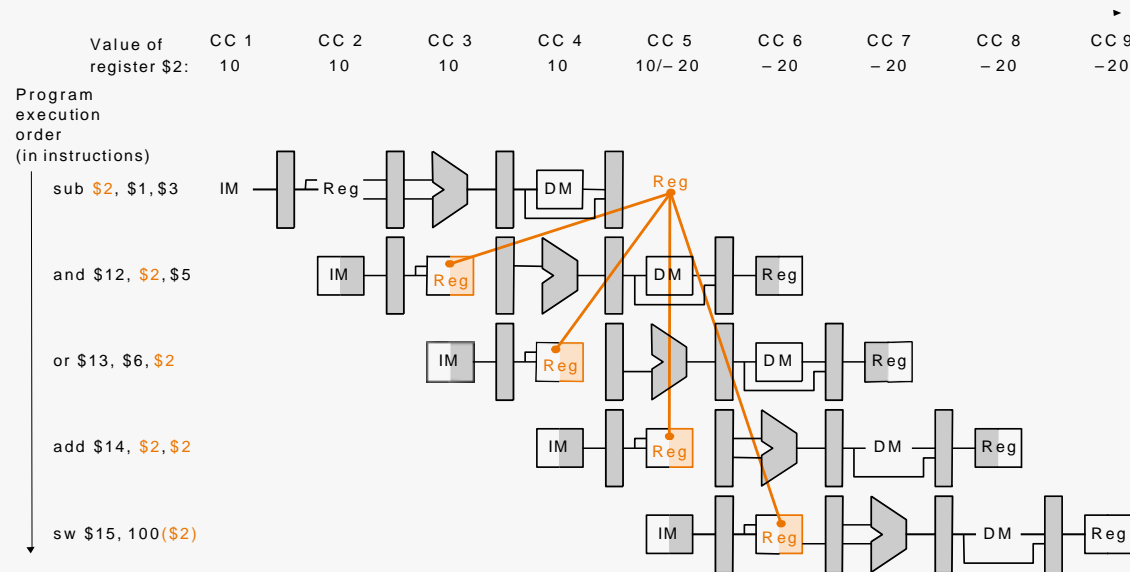 CC 1 CC 2 CC 3 CC 4 CC 5 CC 6 CC 7 CC 8 CC 9
Value of
register $2: 10 10 10 10 10/– 20 – 20 – 20 – 20 –20
Program
execution
order
(in instructions)
sub $2, $1,$3 IM Reg DM Reg
and $12, $2,$5 IM Reg DM Reg
or $13, $6,$2 IM Reg DM Reg
add $14, $2,$2 IM Reg DM Reg
sw $15, 100($2) IM Reg DM Reg